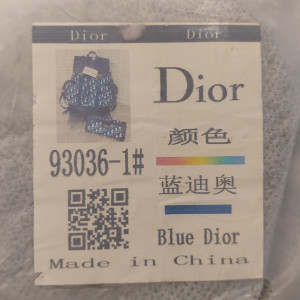 Dior Dior
Dior
颜色
93036-1#
蓝迪奥
Blue Dior
Made in China